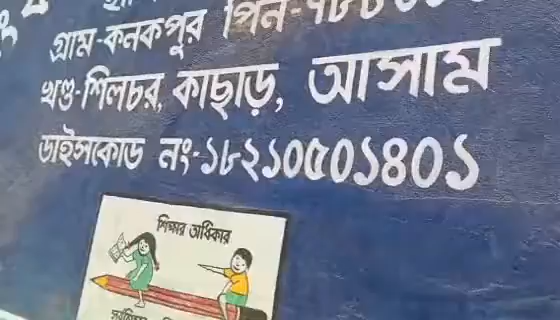 গ্রাম-কনকপুর
খণ্ড-শিলচর, কাছাড়, আসাম
ডাইসকোড নং-১৮২১০৫০১৪০১
শিক্ষার অধিকার